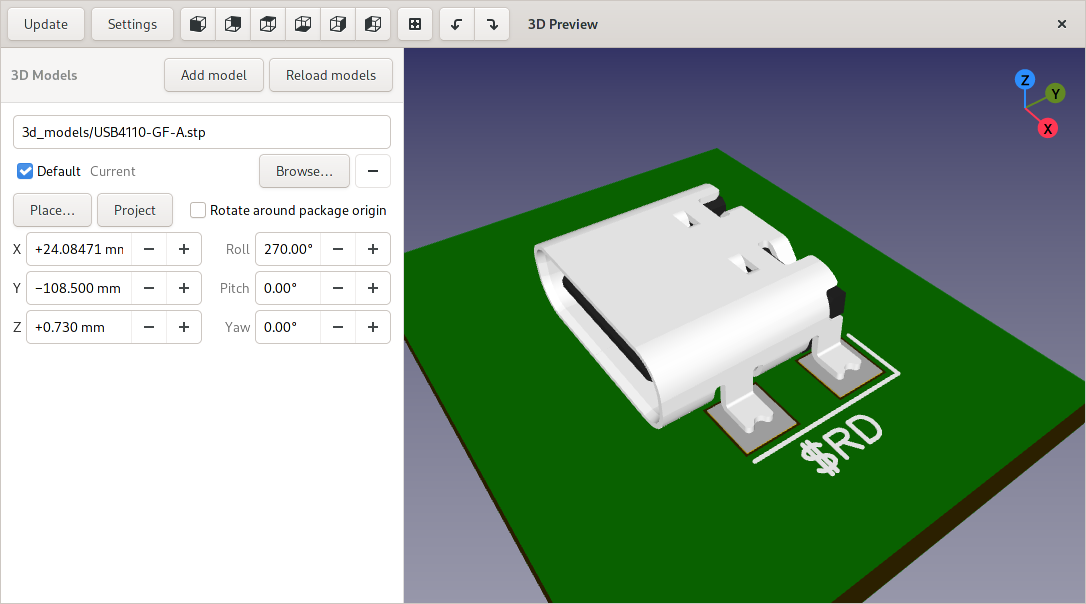 Update Settings 3D Preview
3D Models Add model Reload models
3d_models/USB4110-GF-A.stp
Default Current Browse...
Place... Project Rotate around package origin
X +24.08471 mm Roll 270.00°
Y −108.500 mm Pitch 0.00°
Z +0.730 mm Yaw 0.00°
Z
Y
X
$RD